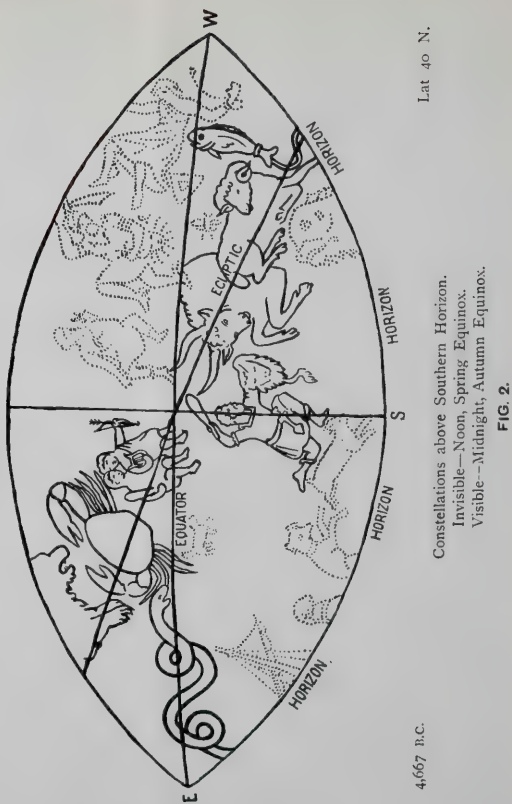 W
Lat 40 N.
HORIZON
ECLIPTIC
HORIZON
S
EQUATOR
HORIZON
HORIZON
E
4,667 B.C.
Constellations above Southern Horizon.
Invisible—Noon, Spring Equinox.
Visible—Midnight, Autumn Equinox.
FIG. 2.